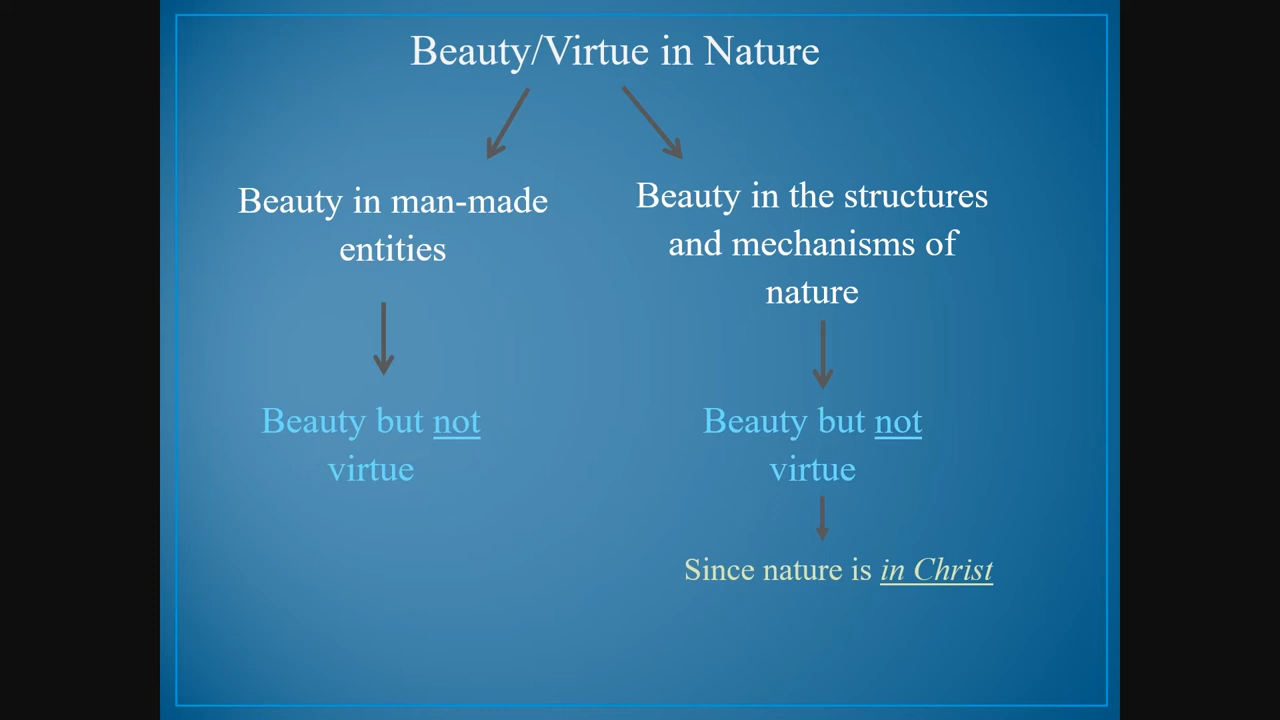 Beauty/Virtue in Nature
Beauty in man-made
entities
Beauty in the structures
and mechanisms of
nature
Beauty but not
virtue
Beauty but not
virtue
Since nature is in Christ